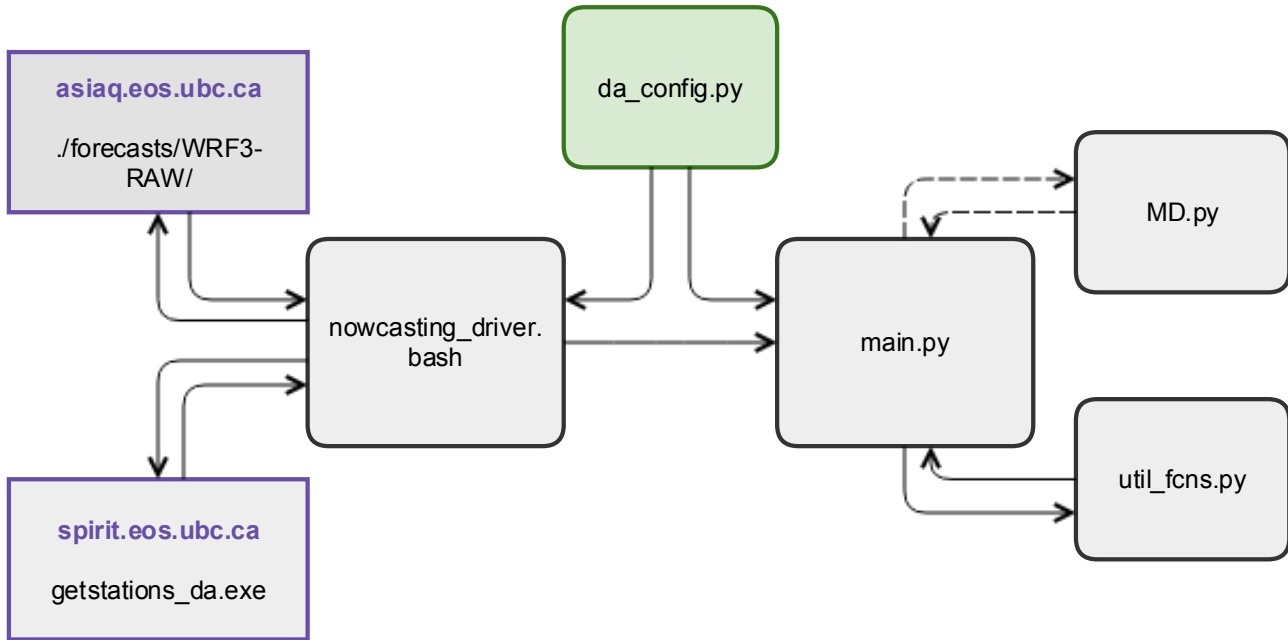 asiaq.eos.ubc.ca
./forecasts/WRF3-
RAW/
da_config.py
MD.py
nowcasting_driver.
bash
main.py
spirit.eos.ubc.ca
getstations_da.exe
util_fcns.py